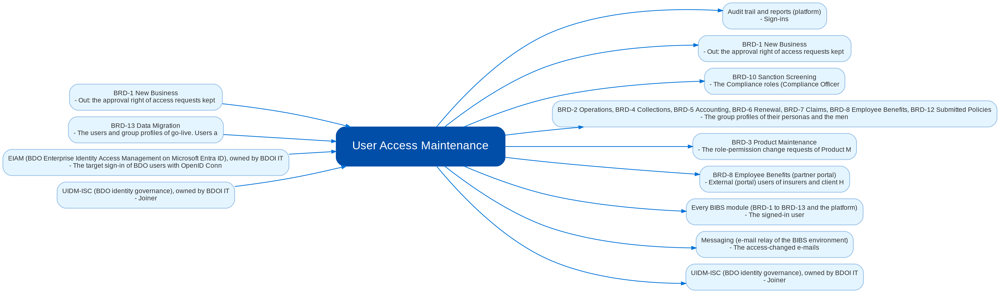 BRD-1 New Business
- Out: the approval right of access requests kept
BRD-13 Data Migration
- The users and group profiles of go-live. Users a
EIAM (BDO Enterprise Identity Access Management on Microsoft Entra ID), owned by BDOI IT
- The target sign-in of BDO users with OpenID Conn
UIDM-ISC (BDO identity governance), owned by BDOI IT
- Joiner
User Access Maintenance
Audit trail and reports (platform)
- Sign-ins
BRD-1 New Business
- Out: the approval right of access requests kept
BRD-10 Sanction Screening
- The Compliance roles (Compliance Officer
BRD-2 Operations, BRD-4 Collections, BRD-5 Accounting, BRD-6 Renewal, BRD-7 Claims, BRD-8 Employee Benefits, BRD-12 Submitted Policies
- The group profiles of their personas and the men
BRD-3 Product Maintenance
- The role-permission change requests of Product M
BRD-8 Employee Benefits (partner portal)
- External (portal) users of insurers and client H
Every BIBS module (BRD-1 to BRD-13 and the platform)
- The signed-in user
Messaging (e-mail relay of the BIBS environment)
- The access-changed e-mails
UIDM-ISC (BDO identity governance), owned by BDOI IT
- Joiner